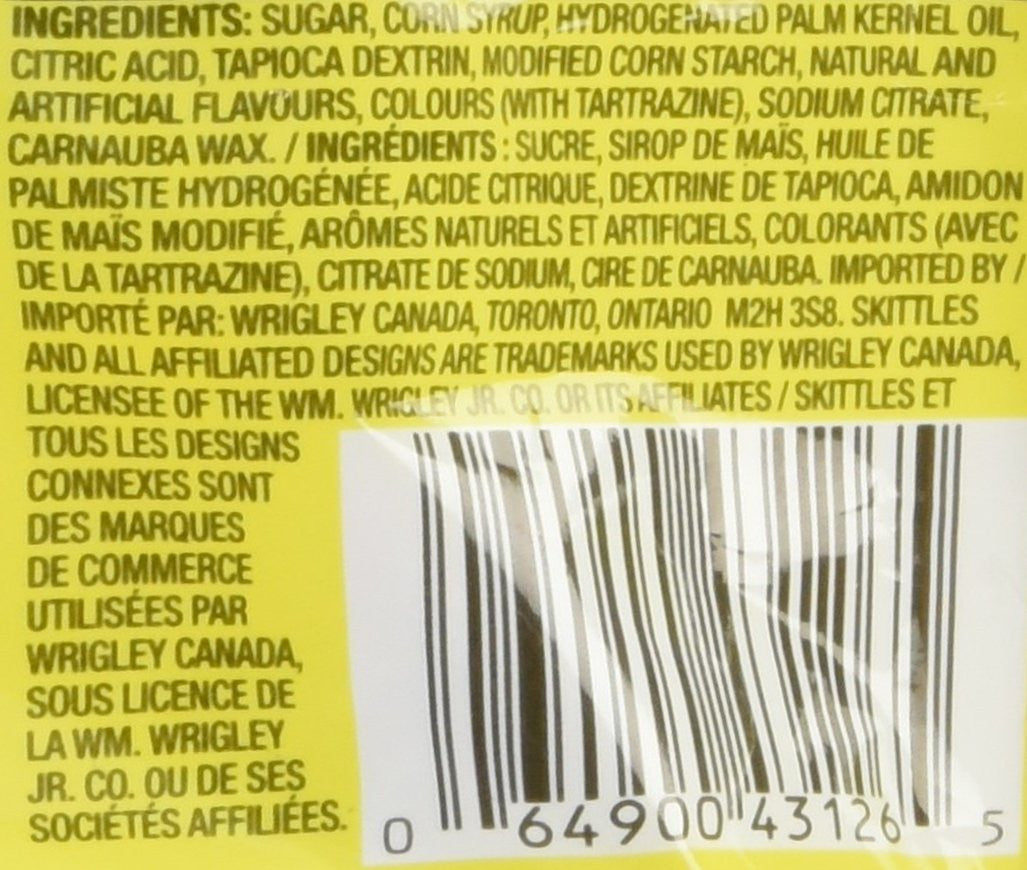 INGREDIENTS: SUGAR, CORN SYRUP, HYDROGENATED PALM KERNEL OIL,
CITRIC ACID, TAPIOCA DEXTRIN, MODIFIED CORN STARCH, NATURAL AND
ARTIFICIAL FLAVOURS, COLOURS (WITH TARTRAZINE), SODIUM CITRATE,
CARNAUBA WAX. / INGRÉDIENTS : SUCRE, SIROP DE MAÏS, HUILE DE
PALMISTE HYDROGÉNÉE, ACIDE CITRIQUE, DEXTRINE DE TAPIOCA, AMIDON
DE MAÏS MODIFIÉ, ARÔMES NATURELS ET ARTIFICIELS, COLORANTS (AVEC
DE LA TARTRAZINE), CITRATE DE SODIUM, CIRE DE CARNAUBA. IMPORTED BY /
IMPORTÉ PAR: WRIGLEY CANADA, TORONTO, ONTARIO M2H 3S8. SKITTLES
AND ALL AFFILIATED DESIGNS ARE TRADEMARKS USED BY WRIGLEY CANADA,
LICENSEE OF THE WM. WRIGLEY JR. CO. OR ITS AFFILIATES / SKITTLES ET
TOUS LES DESIGNS
CONNEXES SONT
DES MARQUES
DE COMMERCE
UTILISÉES PAR
WRIGLEY CANADA,
SOUS LICENCE DE
LA WM. WRIGLEY
JR. CO. OU DE SES
SOCIÉTÉS AFFILIÉES.
0 64900 43126 5